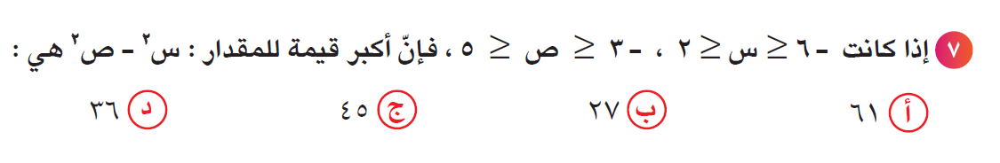 ٧ إذا كانت -٦ ≥ س ≥ ٢ ، -٣ ≥ ص ≥ ٥ ، فإنّ أكبر قيمة للمقدار : س٢ - ص٢ هي :
أ ٦١ ب ٢٧ ج ٤٥ د ٣٦